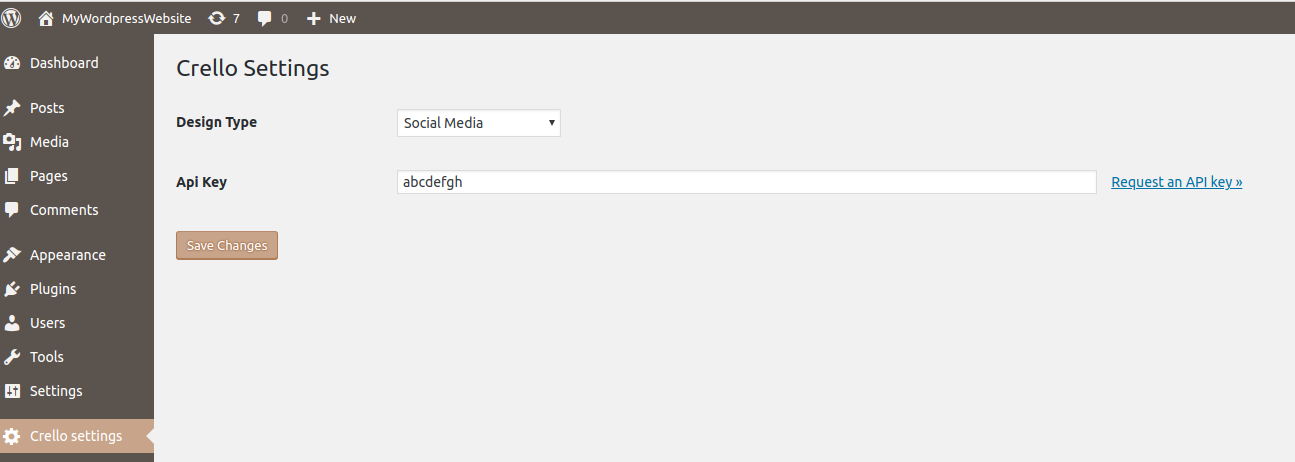 MyWordpressWebsite 7 0 New
Dashboard
Posts
Media
Pages
Comments
Appearance
Plugins
Users
Tools
Settings
Crello settings
Crello Settings
Design Type Social Media
Api Key abcdefgh Request an API key »
Save Changes